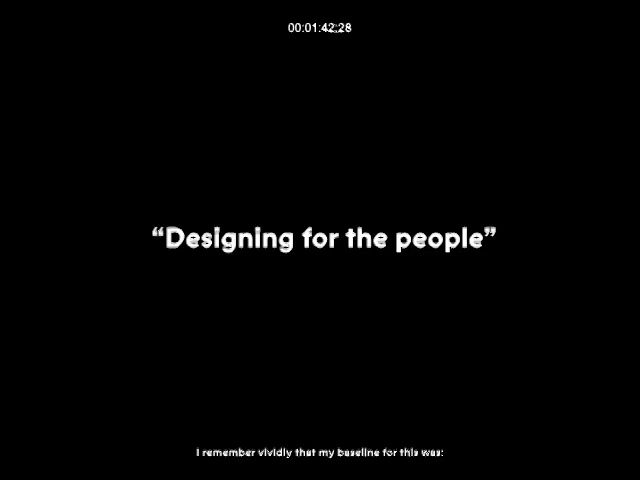 00:01:42:28
“Designing for the people”
I remember vividly that my baseline for this was: